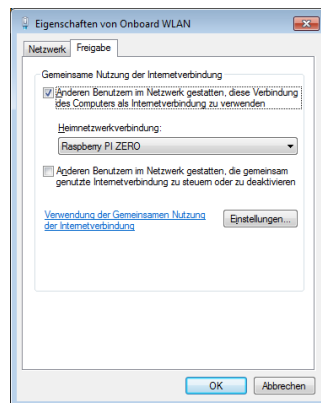 Eigenschaften von Onboard WLAN
Netzwerk Freigabe
Gemeinsame Nutzung der Internetverbindung
Anderen Benutzern im Netzwerk gestatten, diese Verbindung
des Computers als Internetverbindung zu verwenden
Heimnetzwerkverbindung:
Raspberry PI ZERO
Anderen Benutzern im Netzwerk gestatten, die gemeinsam
genutzte Internetverbindung zu steuern oder zu deaktivieren
Verwendung der Gemeinsamen Nutzung
der Internetverbindung
Einstellungen...
OK Abbrechen